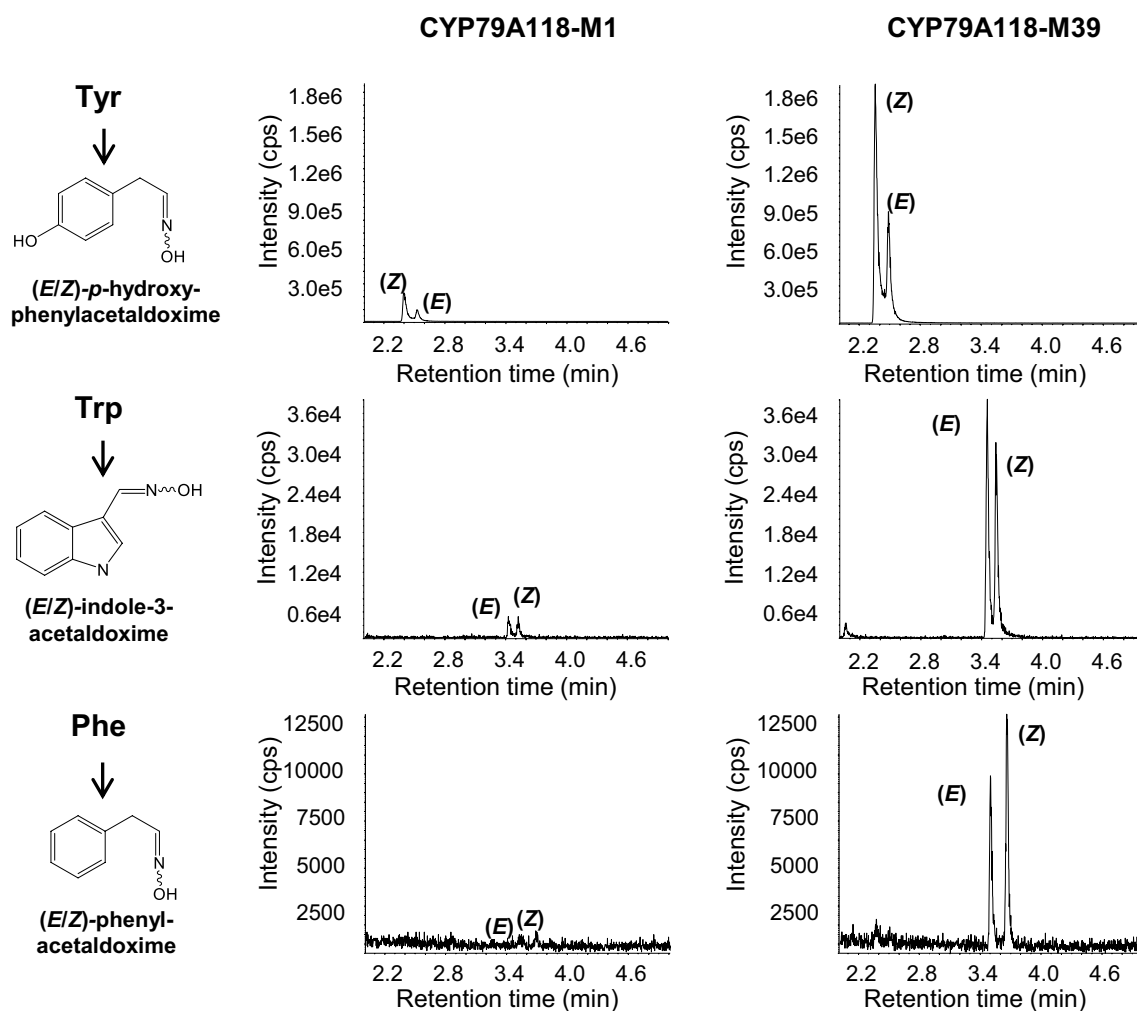 CYP79A118-M1
CYP79A118-M39
Tyr
HO
N
OH
(E/Z)-p-hydroxy-
phenylacetaldoxime
Intensity (cps)
1.8e6
1.5e6
1.2e6
9.0e5
6.0e5
3.0e5
(Z)
(E)
2.2 2.8 3.4 4.0 4.6
Retention time (min)
Intensity (cps)
1.8e6
1.5e6
1.2e6
9.0e5
6.0e5
3.0e5
(Z)
(E)
2.2 2.8 3.4 4.0 4.6
Retention time (min)
Trp
N OH
N
(E/Z)-indole-3-
acetaldoxime
Intensity (cps)
3.6e4
3.0e4
2.4e4
1.8e4
1.2e4
0.6e4
(E) (Z)
2.2 2.8 3.4 4.0 4.6
Retention time (min)
Intensity (cps)
3.6e4
3.0e4
2.4e4
1.8e4
1.2e4
0.6e4
(E)
(Z)
2.2 2.8 3.4 4.0 4.6
Retention time (min)
Phe
N
OH
(E/Z)-phenyl-
acetaldoxime
Intensity (cps)
12500
10000
7500
5000
2500
(E) (Z)
2.2 2.8 3.4 4.0 4.6
Retention time (min)
Intensity (cps)
12500
10000
7500
5000
2500
(Z)
(E)
2.2 2.8 3.4 4.0 4.6
Retention time (min)